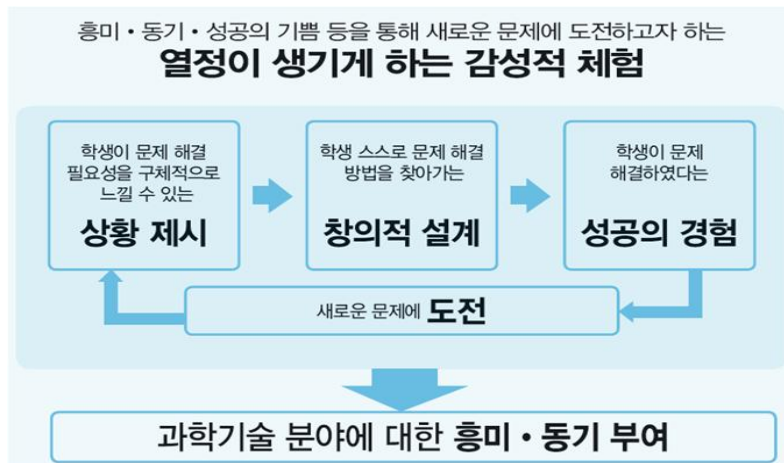 흥미・동기・성공의 기쁨 등을 통해 새로운 문제에 도전하고자 하는
열정이 생기게 하는 감성적 체험
학생이 문제 해결
필요성을 구체적으로
느낄 수 있는
상황 제시
학생 스스로 문제 해결
방법을 찾아가는
창의적 설계
학생이 문제
해결하였다는
성공의 경험
새로운 문제에 도전
과학기술 분야에 대한 흥미・동기 부여